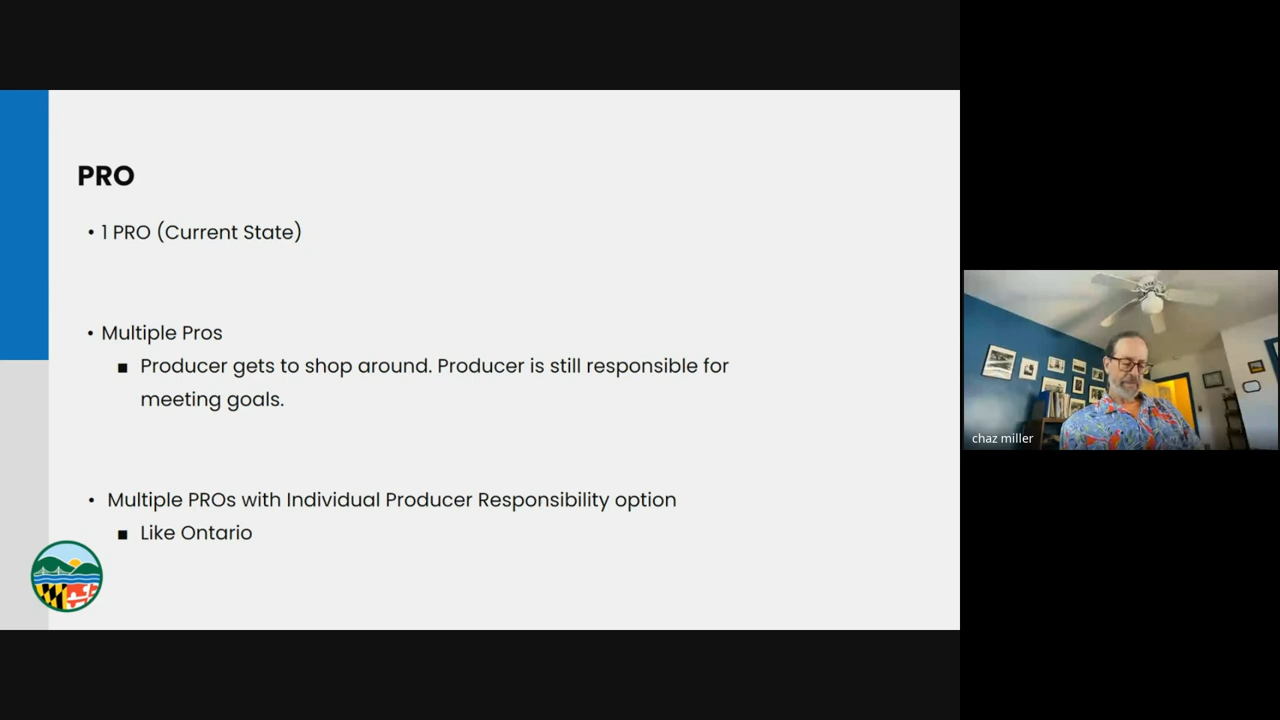 PRO
• 1 PRO (Current State)
• Multiple Pros
▪ Producer gets to shop around. Producer is still responsible for
meeting goals.
• Multiple PROs with Individual Producer Responsibility option
▪ Like Ontario
chaz miller